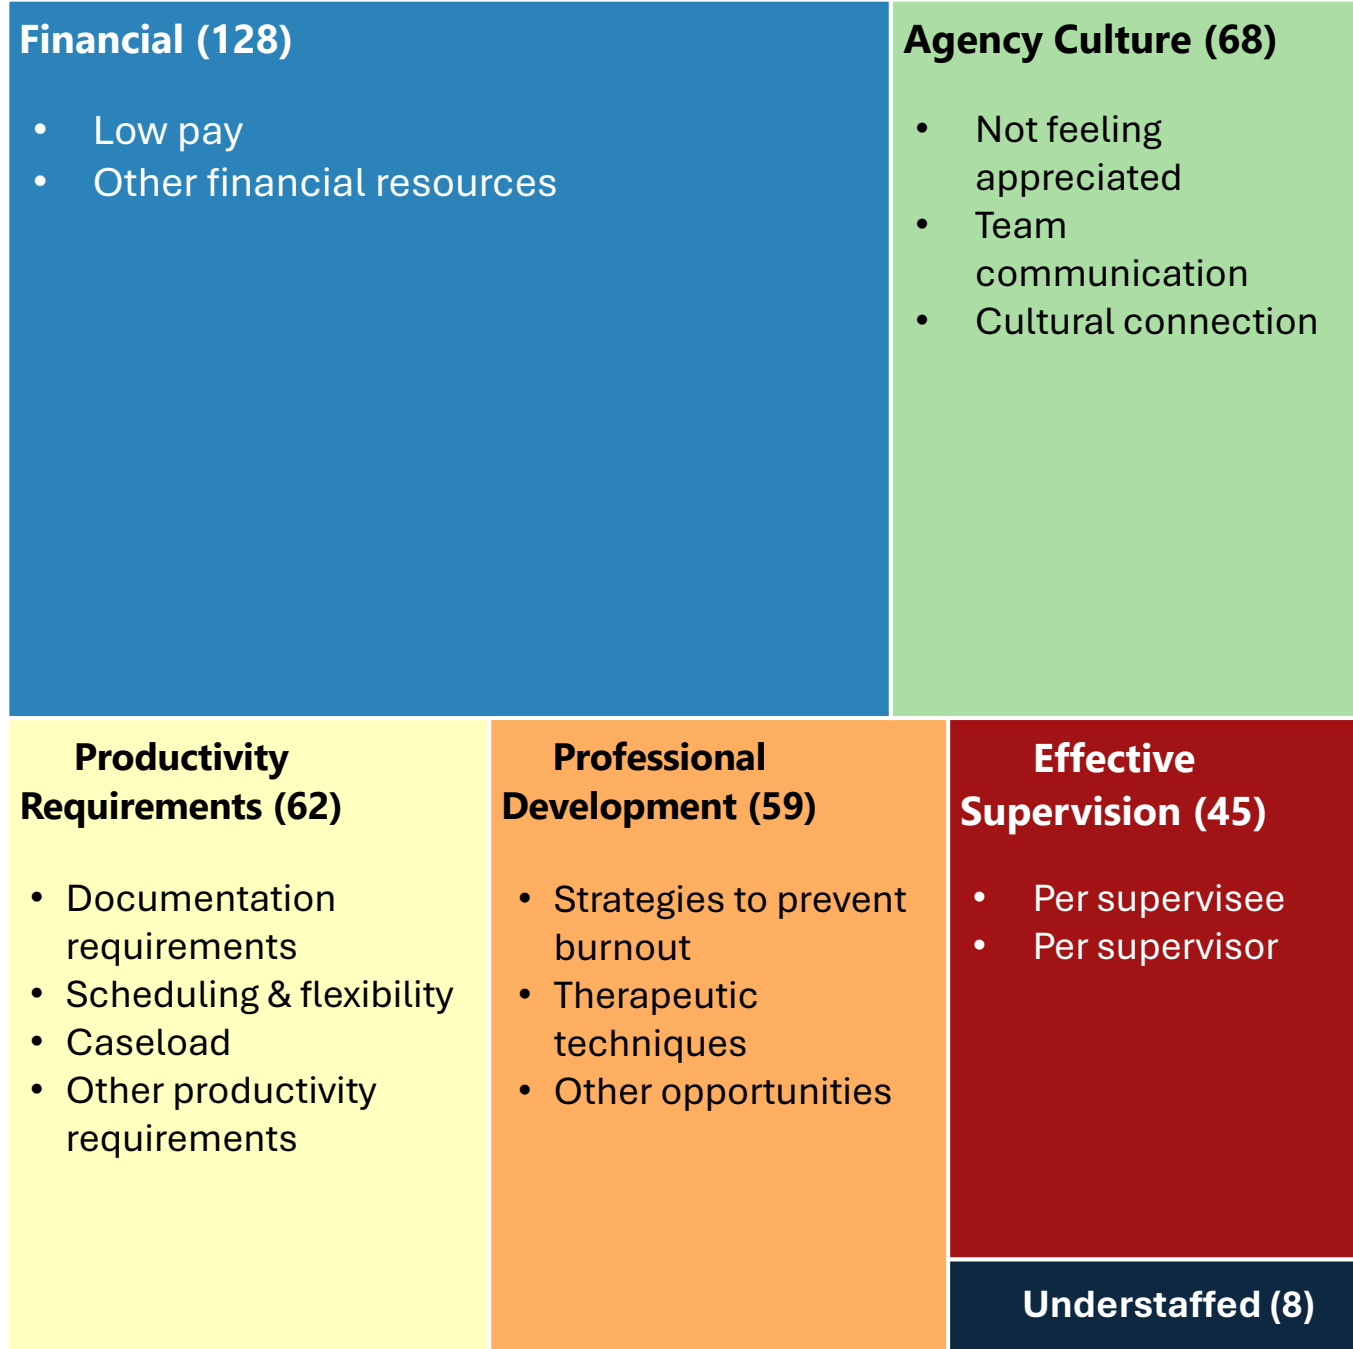 Financial (128)
• Low pay
• Other financial resources
Agency Culture (68)
• Not feeling
appreciated
• Team
communication
• Cultural connection
Productivity
Requirements (62)
• Documentation
requirements
• Scheduling & flexibility
• Caseload
• Other productivity
requirements
Professional
Development (59)
• Strategies to prevent
burnout
• Therapeutic
techniques
• Other opportunities
Effective
Supervision (45)
• Per supervisee
• Per supervisor
Understaffed (8)